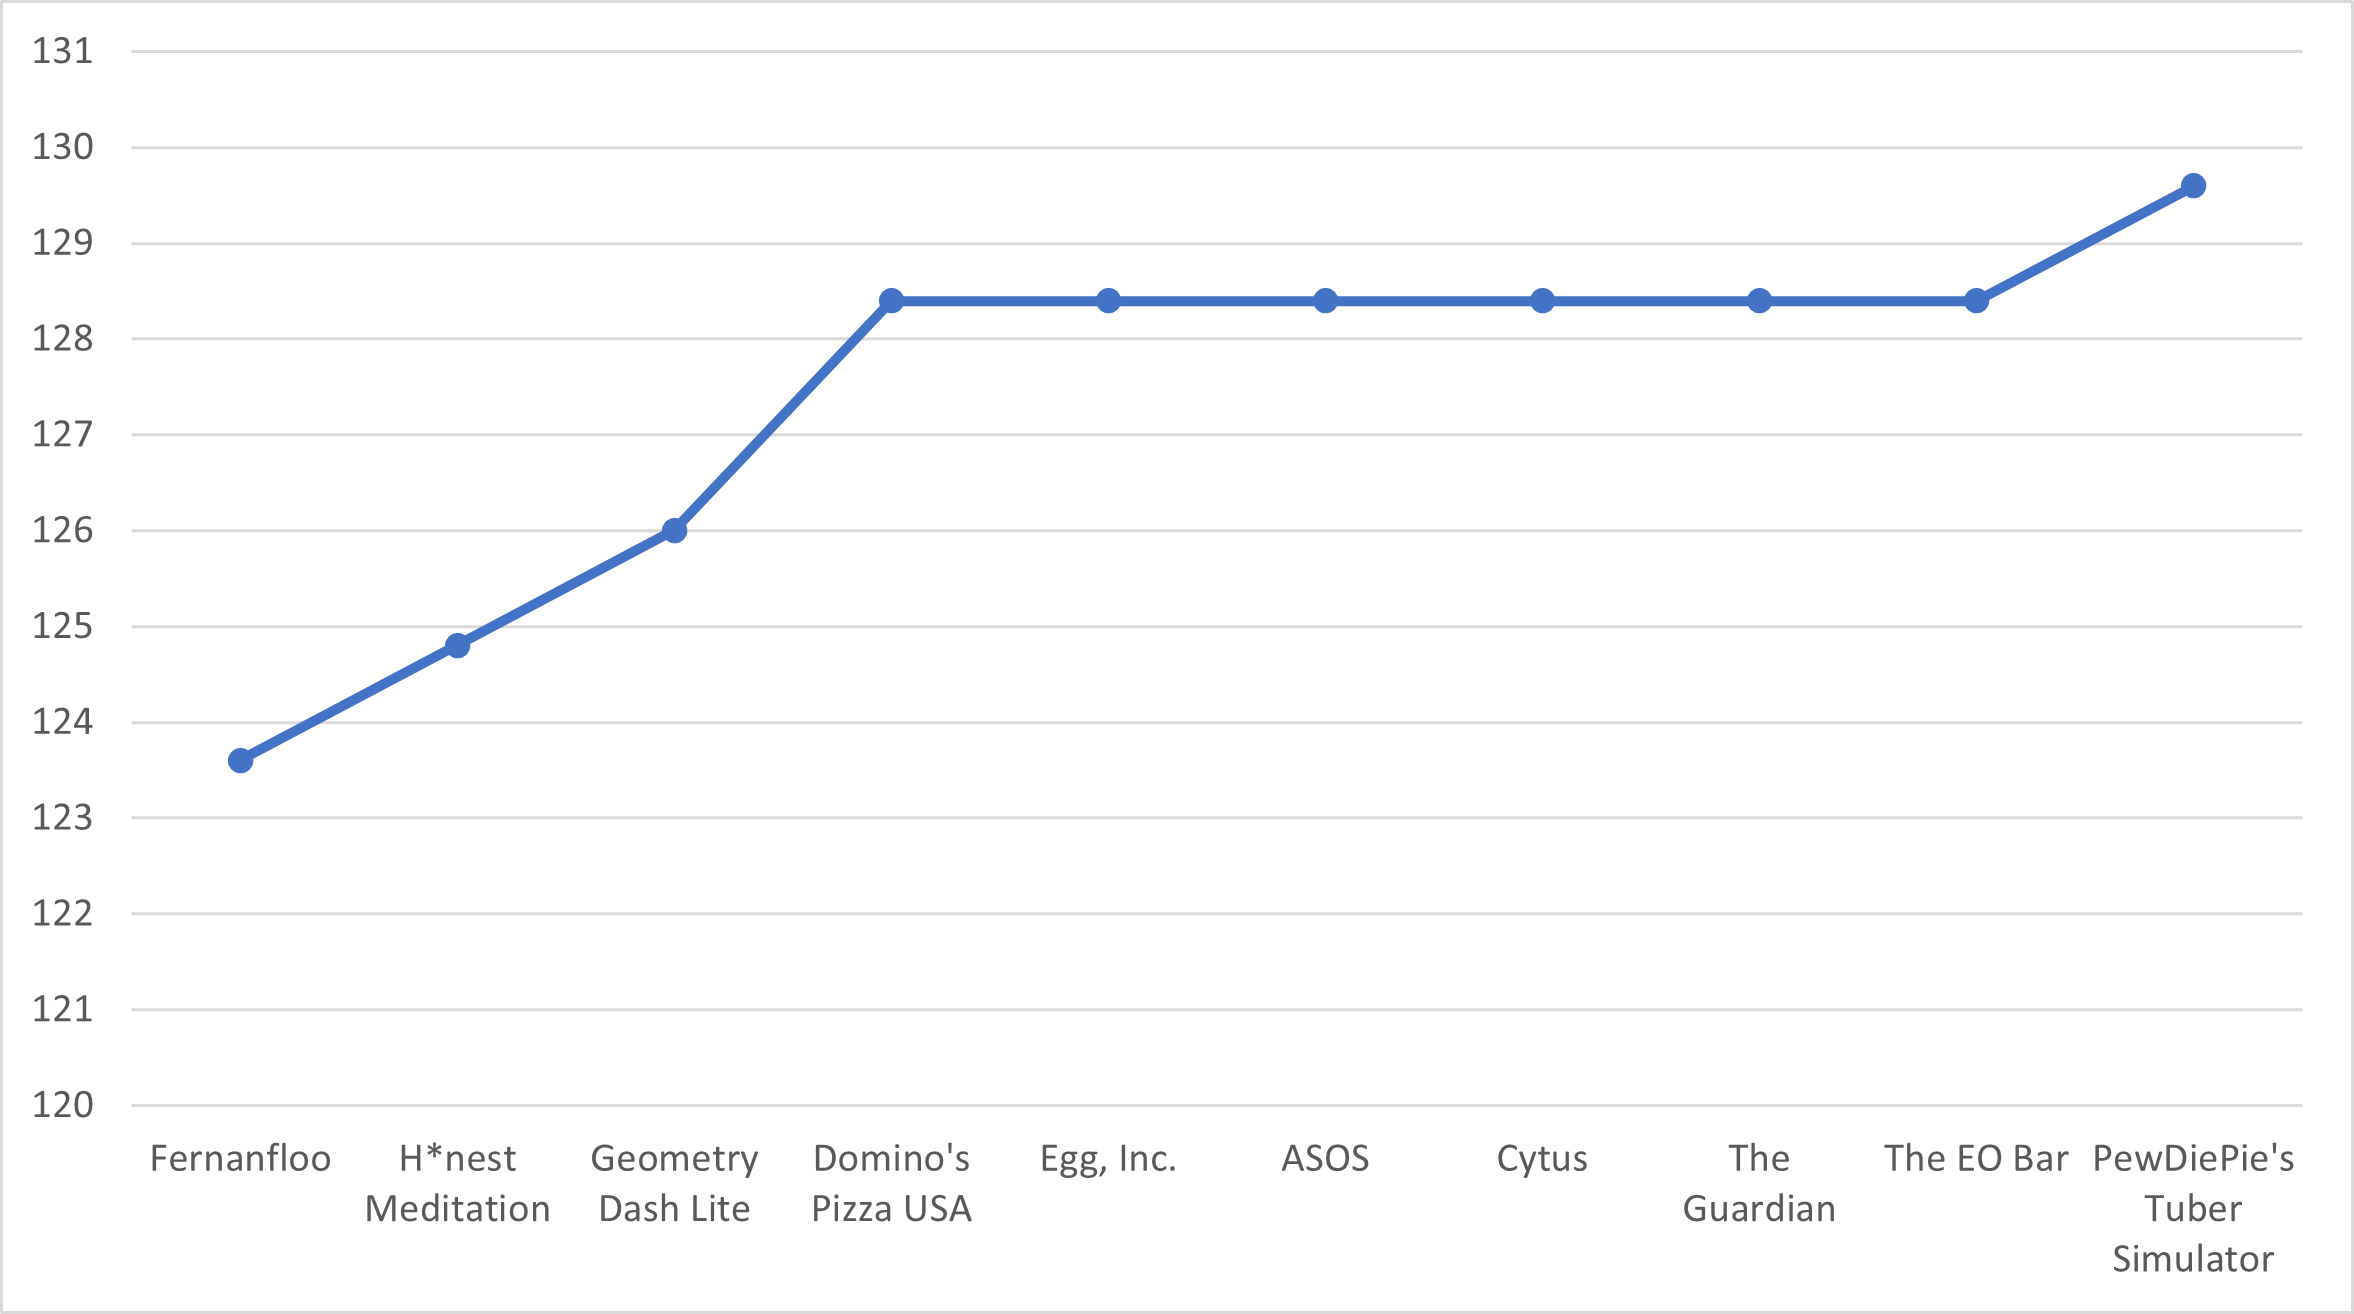 131
130
129
128
127
126
125
124
123
122
121
120
Fernanfloo
H*nest
Meditation
Geometry
Dash Lite
Domino's
Pizza USA
Egg, Inc.
ASOS
Cytus
The
Guardian
The EO Bar
PewDiePie's
Tuber
Simulator